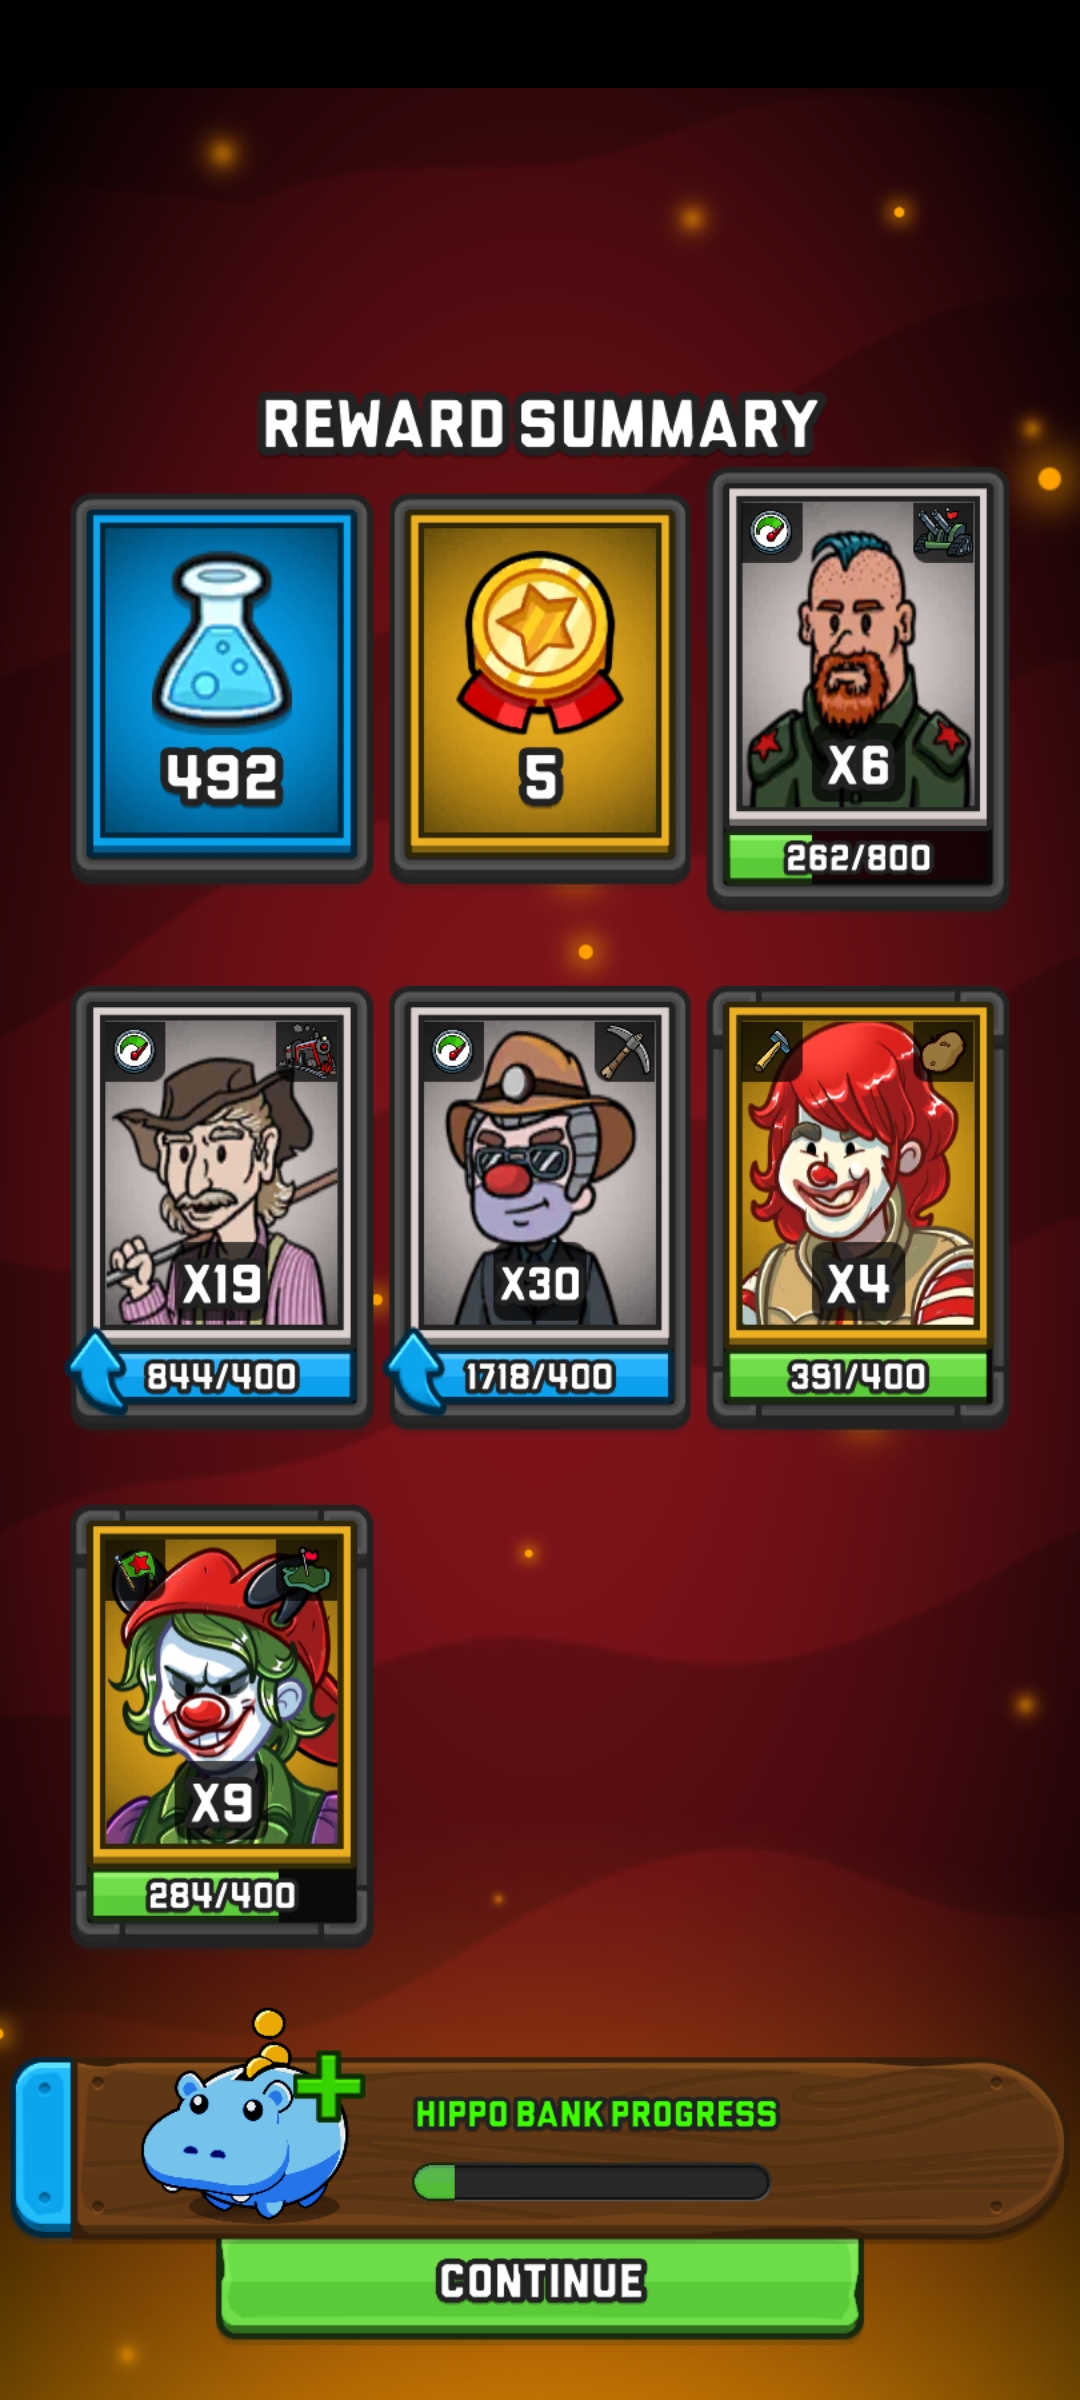 REWARD SUMMARY
492
5
X6
262/800
X19
844/400
X30
1718/400
X4
391/400
X9
284/400
HIPPO BANK PROGRESS
CONTINUE